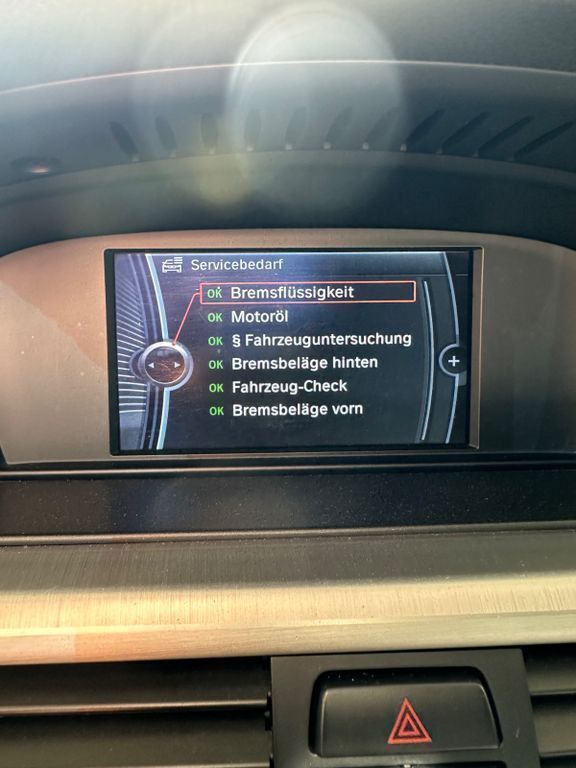 Servicebedarf
OK Bremsflüssigkeit
OK Motoröl
OK § Fahrzeuguntersuchung
OK Bremsbeläge hinten
OK Fahrzeug-Check
OK Bremsbeläge vorn
+